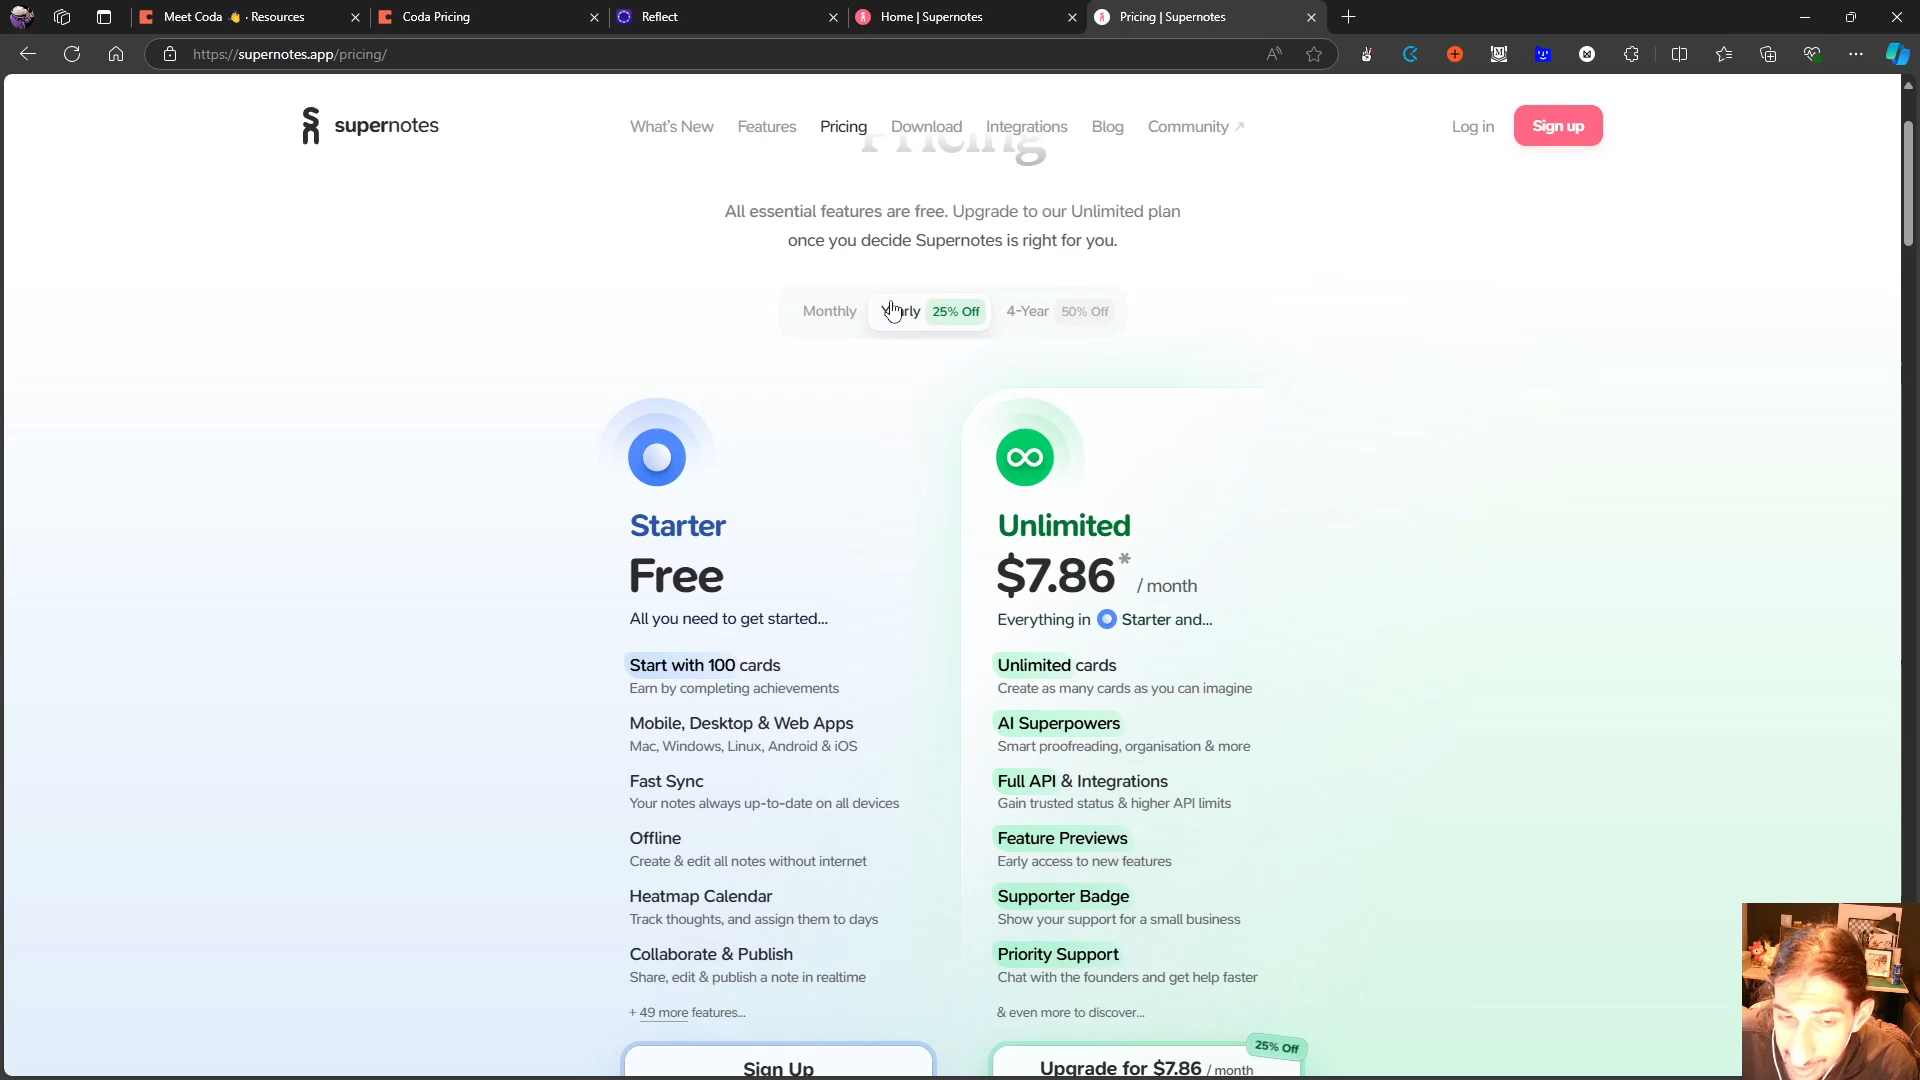 Meet Coda 👋 · Resources
Coda Pricing
Reflect
Home | Supernotes
Pricing | Supernotes
https://supernotes.app/pricing/
supernotes
What's New
Features
Pricing
Download
Integrations
Blog
Community ↗
Log in
Sign up
Pricing
All essential features are free. Upgrade to our Unlimited plan
once you decide Supernotes is right for you.
Monthly
Yearly 25% Off
4-Year 50% Off
Starter
Free
All you need to get started...
Start with 100 cards
Earn by completing achievements
Mobile, Desktop & Web Apps
Mac, Windows, Linux, Android & iOS
Fast Sync
Your notes always up-to-date on all devices
Offline
Create & edit all notes without internet
Heatmap Calendar
Track thoughts, and assign them to days
Collaborate & Publish
Share, edit & publish a note in realtime
+ 49 more features...
Sign Up
Unlimited
$7.86* / month
Everything in Starter and...
Unlimited cards
Create as many cards as you can imagine
AI Superpowers
Smart proofreading, organisation & more
Full API & Integrations
Gain trusted status & higher API limits
Feature Previews
Early access to new features
Supporter Badge
Show your support for a small business
Priority Support
Chat with the founders and get help faster
& even more to discover...
25% Off
Upgrade for $7.86 / month